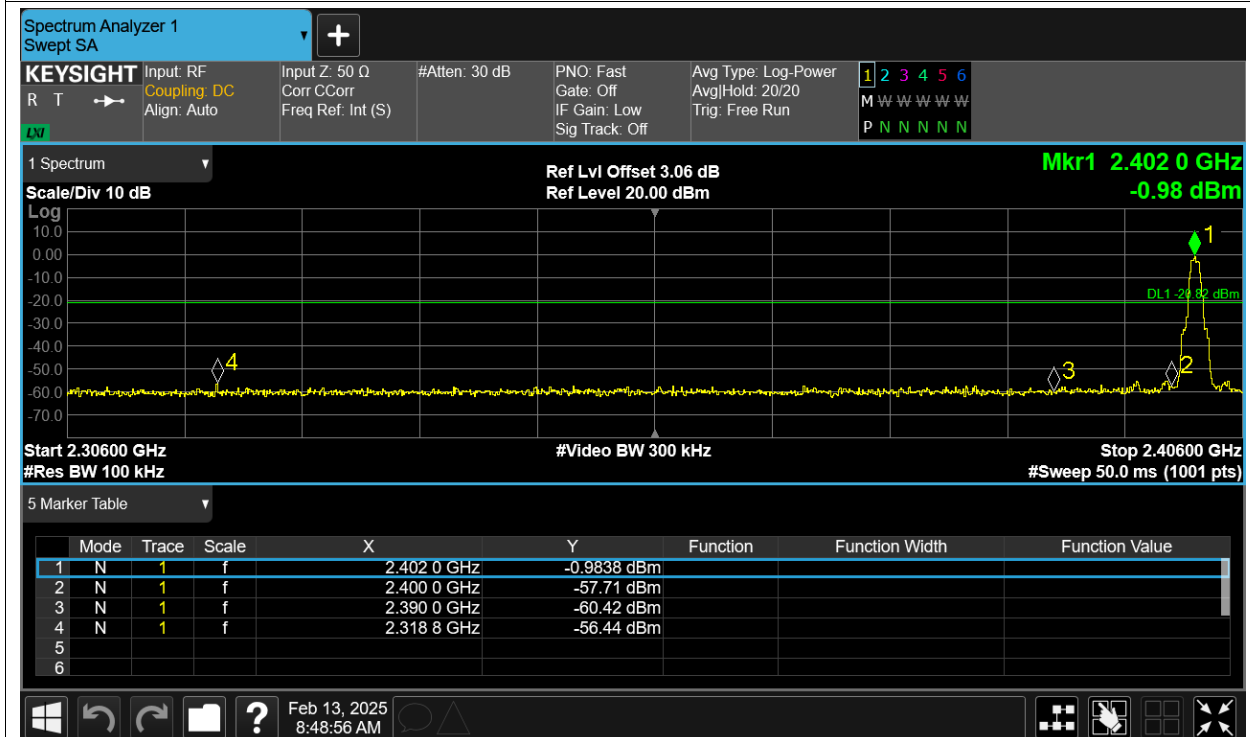 Spectrum Analyzer 1
Swept SA
+
KEYSIGHT
R T
LXI
Input: RF
Coupling: DC
Align: Auto
Input Z: 50 Ω
Corr CCorr
Freq Ref: Int (S)
#Atten: 30 dB
PNO: Fast
Gate: Off
IF Gain: Low
Sig Track: Off
Avg Type: Log-Power
Avg|Hold: 20/20
Trig: Free Run
1 2 3 4 5 6
M W W W W W
P N N N N N
1 Spectrum
Scale/Div 10 dB
Ref Lvl Offset 3.06 dB
Ref Level 20.00 dBm
Mkr1 2.402 0 GHz
-0.98 dBm
Log
10.0
0.00
-10.0
-20.0
-30.0
-40.0
-50.0
-60.0
-70.0
1
DL1 -20.82 dBm
4
3
2
Start 2.30600 GHz
#Res BW 100 kHz
#Video BW 300 kHz
Stop 2.40600 GHz
#Sweep 50.0 ms (1001 pts)
5 Marker Table
Mode Trace Scale X Y Function Function Width Function Value
1 N 1 f 2.402 0 GHz -0.9838 dBm
2 N 1 f 2.400 0 GHz -57.71 dBm
3 N 1 f 2.390 0 GHz -60.42 dBm
4 N 1 f 2.318 8 GHz -56.44 dBm
5
6
?
Feb 13, 2025
8:48:56 AM